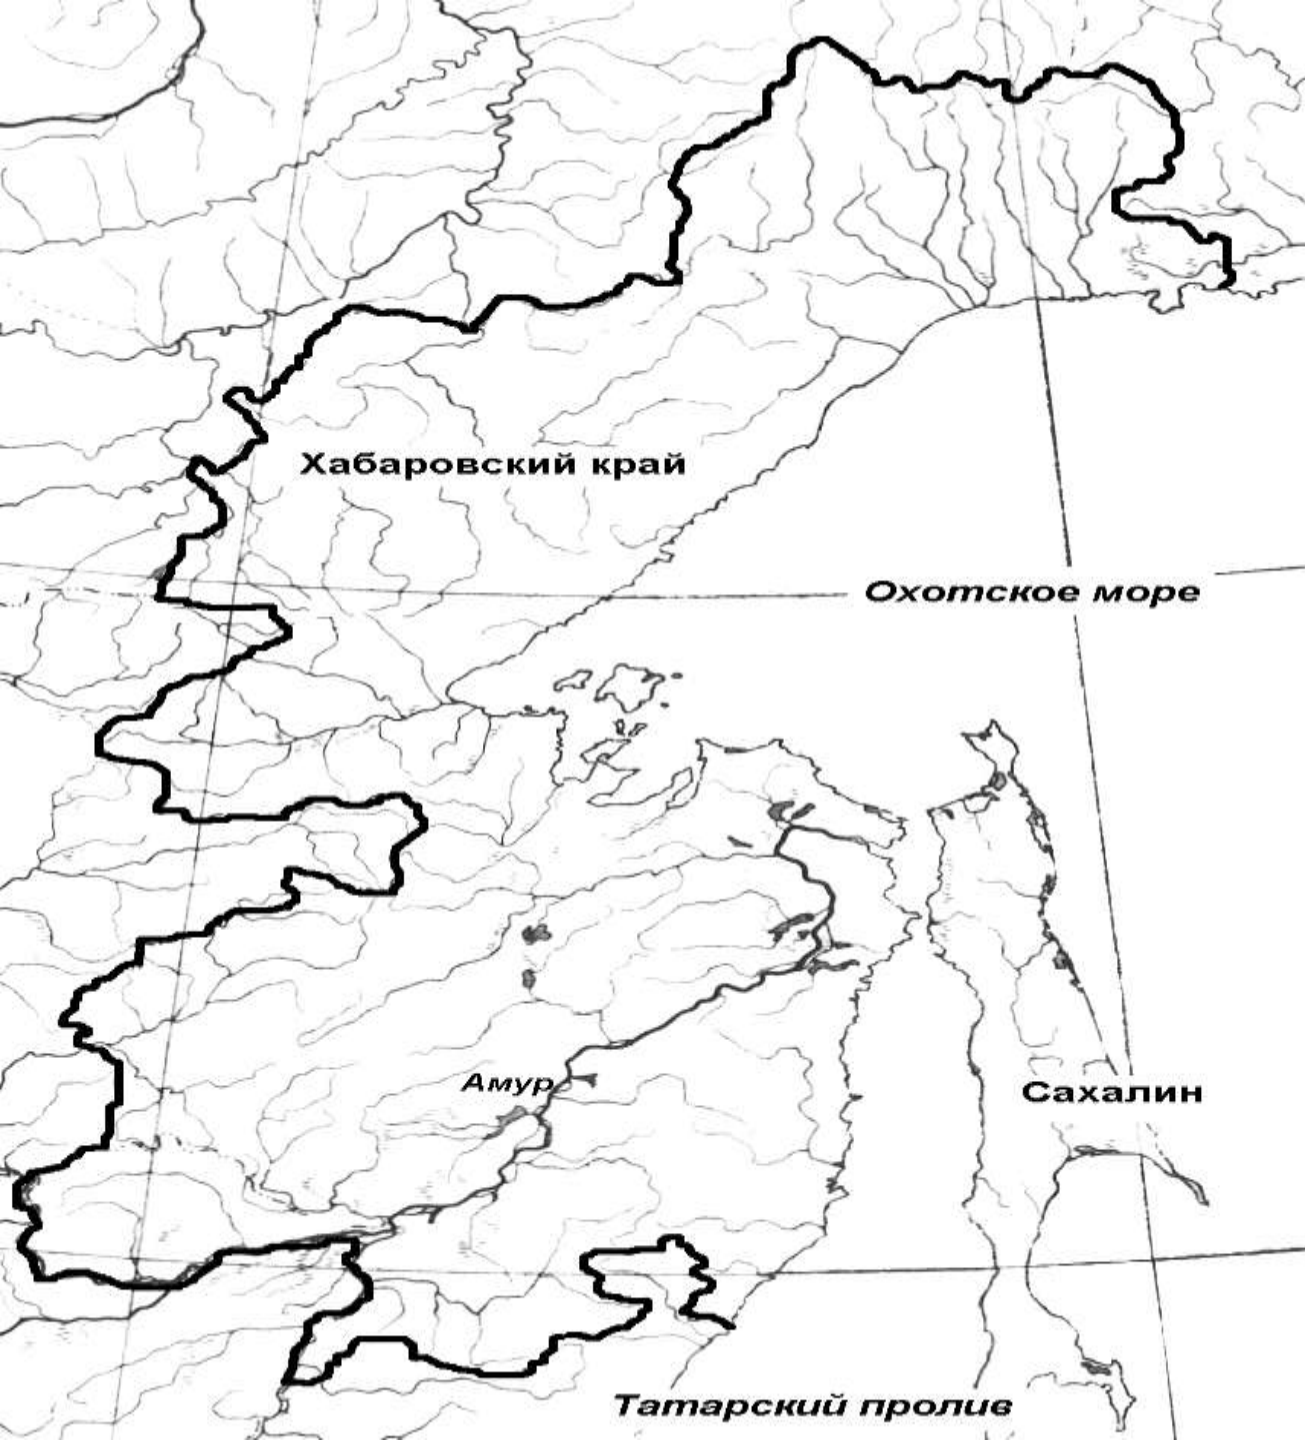 Хабаровский край
Охотское море
Амур
Сахалин
Татарский пролив